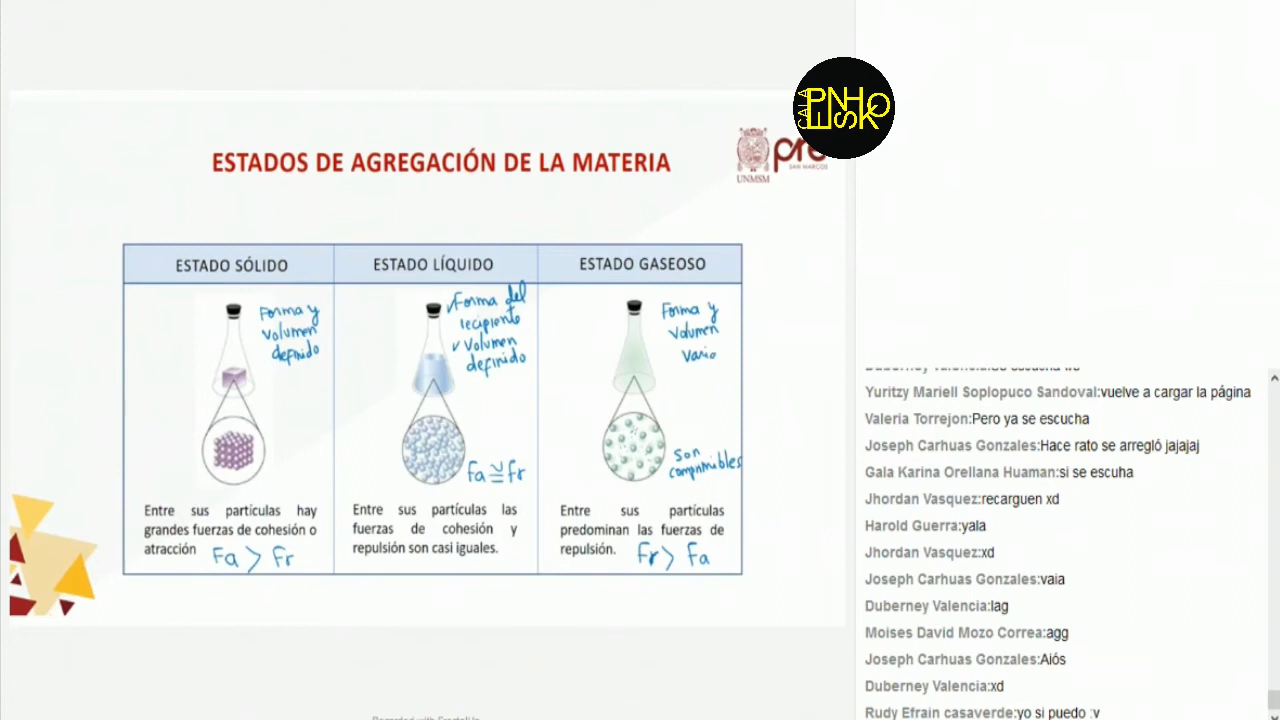 CALA
PNHO
ESK
ESTADOS DE AGREGACIÓN DE LA MATERIA
UNMSM
pre
SAN MARCOS
ESTADO SÓLIDO
ESTADO LÍQUIDO
ESTADO GASEOSO
Forma y
volumen
definido
Forma del
recipiente
volumen
definido
Fa ≅ Fr
Forma y
volumen
vario
son
comprimibles
Entre sus partículas hay
grandes fuerzas de cohesión o
atracción
Fa > Fr
Entre sus partículas las
fuerzas de cohesión y
repulsión son casi iguales.
Entre sus partículas
predominan las fuerzas de
repulsión.
Fr > Fa
Yuritzy Mariell Soplopuco Sandoval:vuelve a cargar la página
Valeria Torrejon:Pero ya se escucha
Joseph Carhuas Gonzales:Hace rato se arregló jajajaj
Gala Karina Orellana Huaman:si se escuha
Jhordan Vasquez:recarguen xd
Harold Guerra:yala
Jhordan Vasquez:xd
Joseph Carhuas Gonzales:vaia
Duberney Valencia:lag
Moises David Mozo Correa:agg
Joseph Carhuas Gonzales:Aiós
Duberney Valencia:xd
Rudy Efrain casaverde:yo si puedo :v